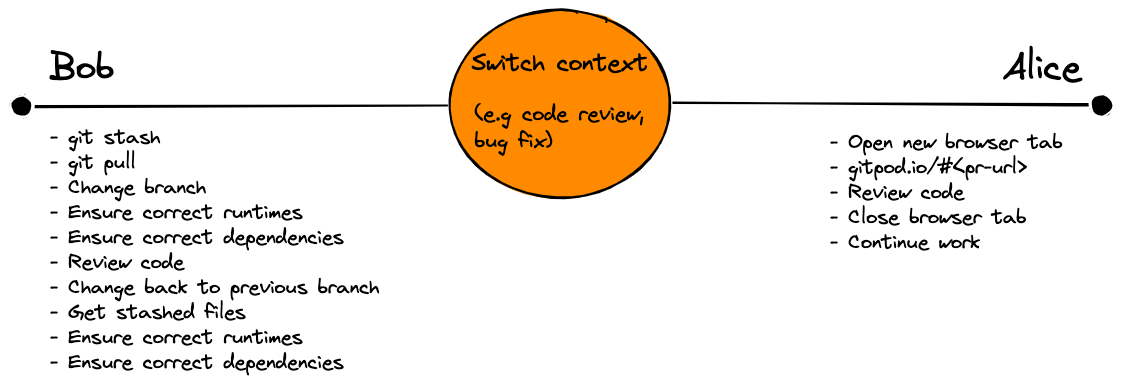 Bob
- git stash
- git pull
- Change branch
- Ensure correct runtimes
- Ensure correct dependencies
- Review code
- Change back to previous branch
- Get stashed files
- Ensure correct runtimes
- Ensure correct dependencies
Switch context
(e.g code review,
bug fix)
Alice
- Open new browser tab
- gitpod.io/#<pr-url>
- Review code
- Close browser tab
- Continue work